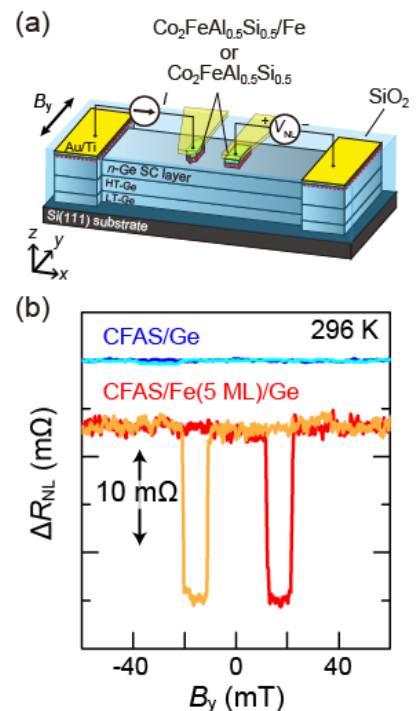 (a)
Co₂FeAl₀.₅Si₀.₅/Fe
or
Co₂FeAl₀.₅Si₀.₅
SiO₂
By
I
+ VNL −
Au/Ti
n-Ge SC layer
HT-Ge
LT-Ge
Si(111) substrate
z
y
x
(b)
CFAS/Ge
296 K
CFAS/Fe(5 ML)/Ge
10 mΩ
ΔRNL (mΩ)
-40 0 40
By (mT)